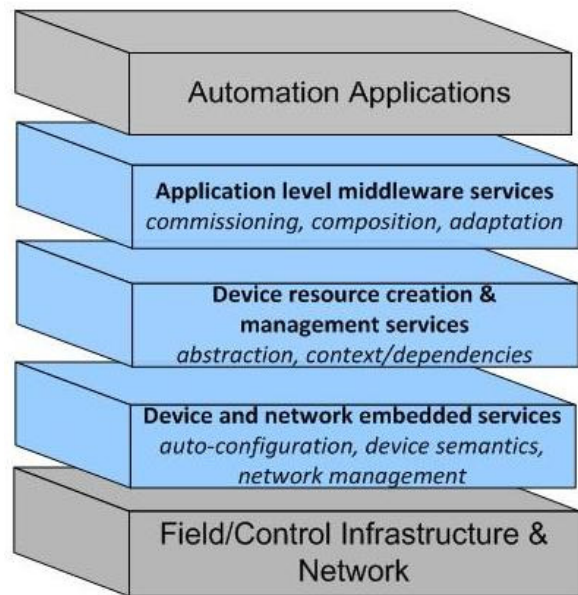 Automation Applications
Application level middleware services
commissioning, composition, adaptation
Device resource creation &
management services
abstraction, context/dependencies
Device and network embedded services
auto-configuration, device semantics,
network management
Field/Control Infrastructure &
Network